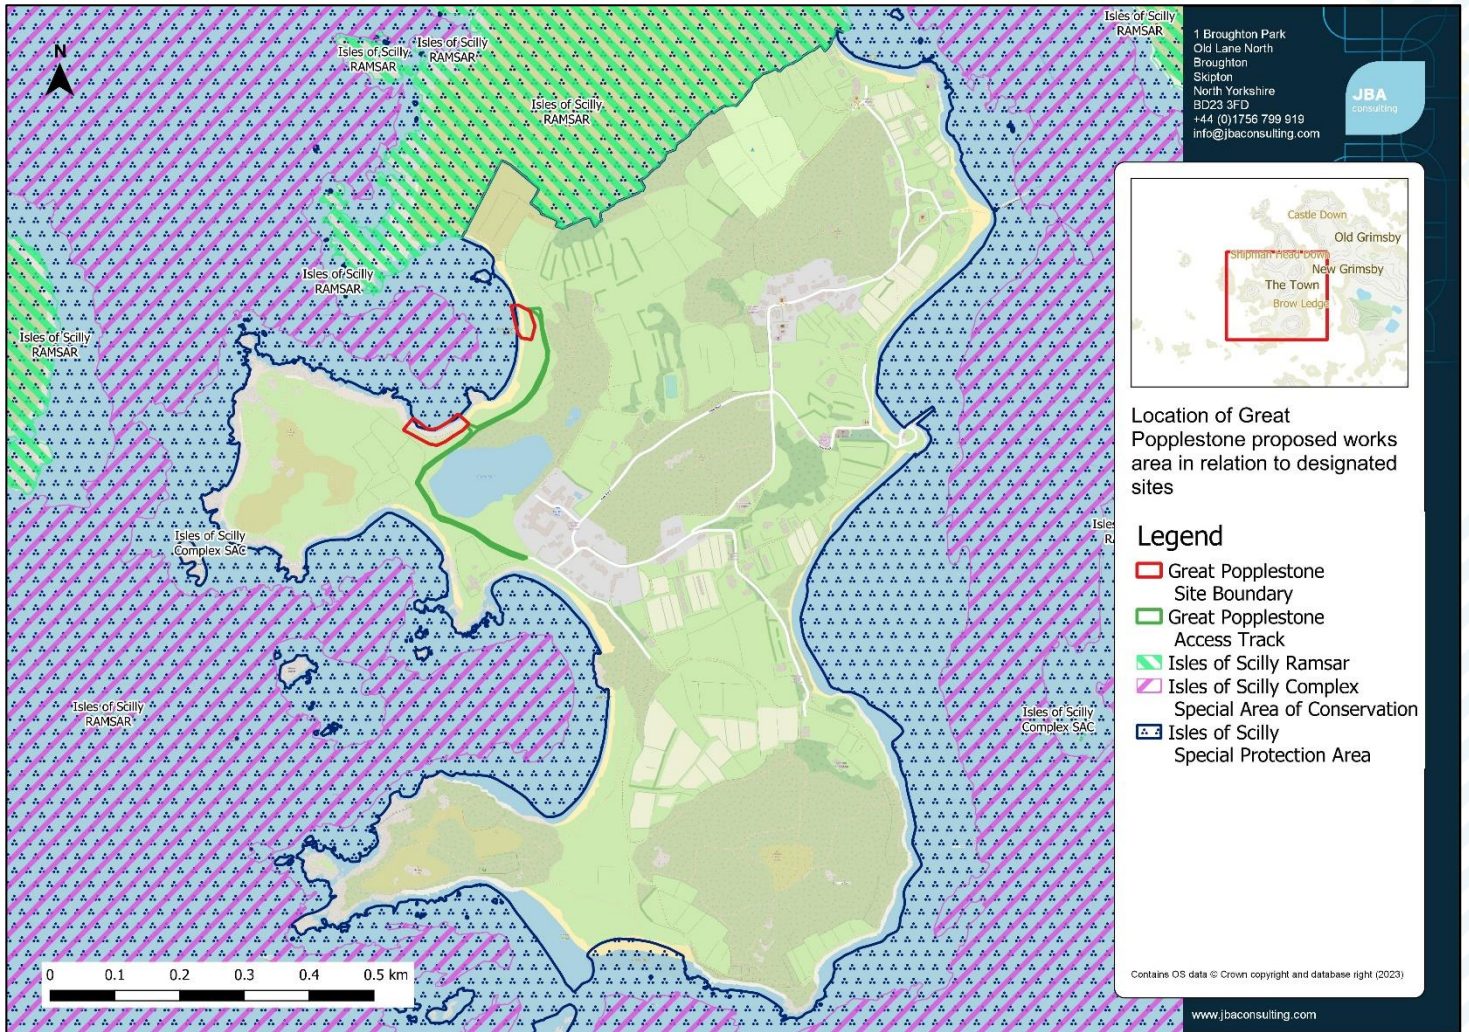 N
Isles of Scilly
RAMSAR
Isles of Scilly
RAMSAR
Isles of Scilly
RAMSAR
Isles of Scilly
RAMSAR
Isles of Scilly
RAMSAR
Isles of Scilly
RAMSAR
Isles of Scilly
Complex SAC
Isles of Scilly
RAMSAR
Isles of Scilly
Complex SAC
Isles
R
0 0.1 0.2 0.3 0.4 0.5 km
1 Broughton Park
Old Lane North
Broughton
Skipton
North Yorkshire
BD23 3FD
+44 (0)1756 799 919
info@jbaconsulting.com
JBA
consulting
Castle Down
Old Grimsby
Shipman Head Down
New Grimsby
The Town
Brow Ledge
Location of Great
Popplestone proposed works
area in relation to designated
sites
Legend
Great Popplestone
Site Boundary
Great Popplestone
Access Track
Isles of Scilly Ramsar
Isles of Scilly Complex
Special Area of Conservation
Isles of Scilly
Special Protection Area
Contains OS data © Crown copyright and database right (2023)
www.jbaconsulting.com